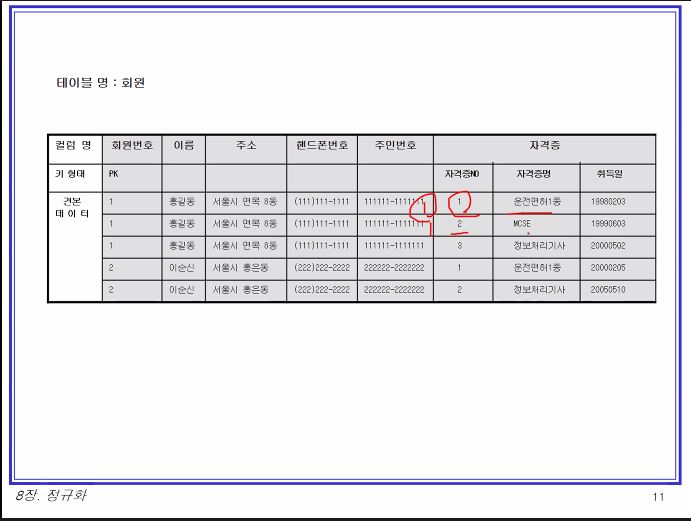 테이블 명 : 회원
컬럼 명 회원번호 이름 주소 핸드폰번호 주민번호 자격증
키 형태 PK 자격증NO 자격증명 취득일
견본 데이터 1 홍길동 서울시 면목 8동 (111)111-1111 111111-1111111 1 운전면허1종 19980203
1 홍길동 서울시 면목 8동 (111)111-1111 111111-1111111 2 MCSE 19990603
1 홍길동 서울시 면목 8동 (111)111-1111 111111-1111111 3 정보처리기사 20000502
2 이순신 서울시 홍은동 (222)222-2222 222222-2222222 1 운전면허1종 20000205
2 이순신 서울시 홍은동 (222)222-2222 222222-2222222 2 정보처리기사 20050510
8장. 정규화
11